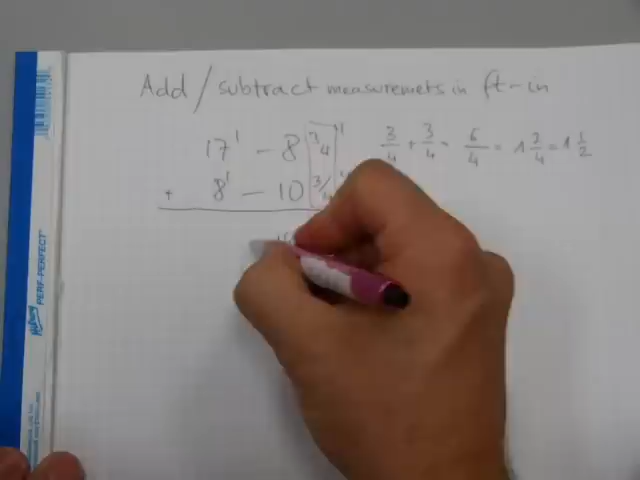 Add / subtract measuremets in ft-in
17' - 8 3/4" 3/4 + 3/4 = 6/4 = 1 2/4 = 1 1/2
+ 8' - 10 3/4
Hilroy PERF-PERFECT